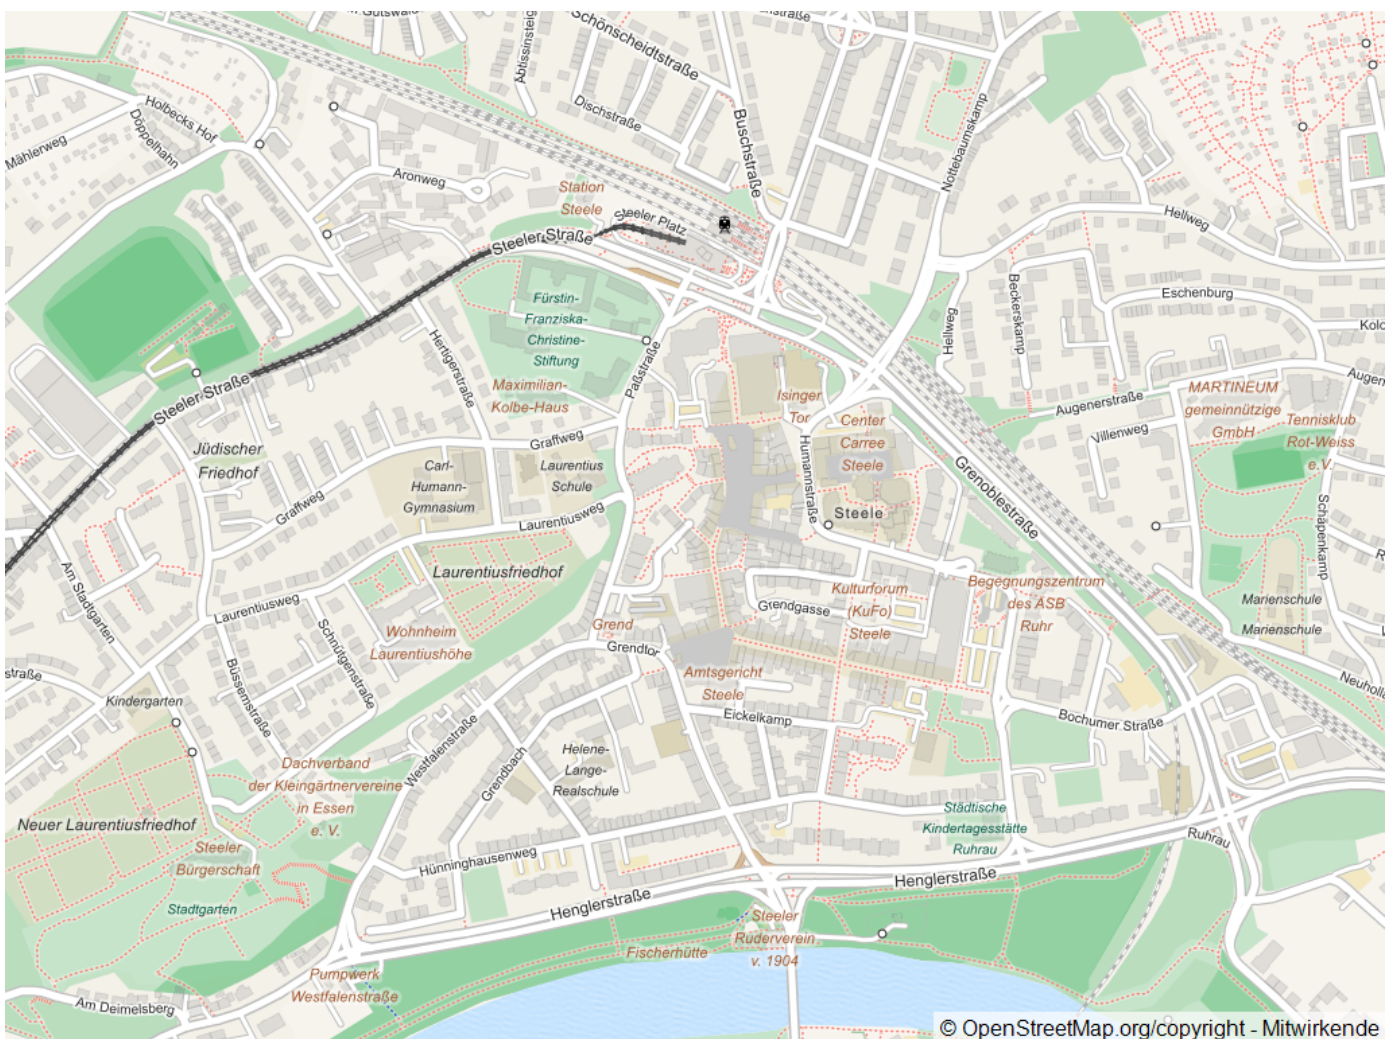 Schönscheidtstraße
Abtissinsteig
Dischstraße
Buschstraße
Nottebaumskamp
Holbecks Hof
Döppelhahn
Mählerweg
Aronweg
Station
Steele
Steeler Platz
Steeler Straße
Hellweg
Beckerskamp
Eschenburg
Hellweg
Fürstin-
Franziska-
Christine-
Stiftung
Hertigerstraße
Paßstraße
Steeler Straße
Maximilian-
Kolbe-Haus
Isinger
Tor
Center
Carree
Steele
Augenerstraße
MARTINEUM
gemeinnützige
GmbH
Tennisklub
Rot-Weiss
e.V.
Villenweg
Jüdischer
Friedhof
Graffweg
Carl-
Humann-
Gymnasium
Laurentius
Schule
Humannstraße
Grenoblestraße
Graffweg
Laurentiusweg
Steele
Schäpenkamp
Am Stadtgarten
Laurentiusfriedhof
Laurentiusweg
Kulturforum
(KuFo)
Steele
Grendgasse
Begegnungszentrum
des ASB
Ruhr
Marienschule
Marienschule
Wohnheim
Laurentiushöhe
Grend
Grendtor
Schnütgenstraße
Büssemstraße
straße
Kindergarten
Amtsgericht
Steele
Eickelkamp
Bochumer Straße
Westfalenstraße
Grendbach
Helene-
Lange-
Realschule
Dachverband
der Kleingärtnervereine
in Essen
e. V.
Neuer Laurentiusfriedhof
Steeler
Bürgerschaft
Stadtgarten
Städtische
Kindertagesstätte
Ruhrau
Ruhrau
Hünninghausenweg
Henglerstraße
Henglerstraße
Steeler
Ruderverein
v. 1904
Fischerhütte
Pumpwerk
Westfalenstraße
Am Deimelsberg
© OpenStreetMap.org/copyright - Mitwirkende